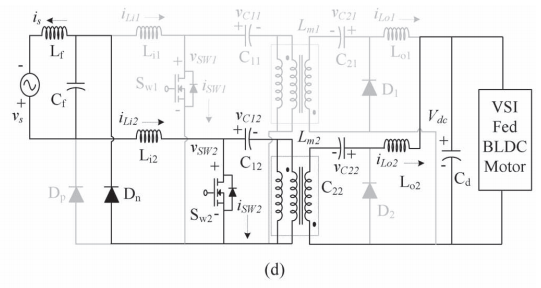 i_s i_Li1 v_C11 L_m1 v_C21 i_Lo1
+ - - +
L_f L_i1 C_11 C_21 L_o1
v_SW1
+
- S_w1 i_SW1 D_1
C_f -
v_s
+
i_Li2 v_C12 L_m2 V_dc VSI
Fed
BLDC
Motor
v_SW2 + - - + i_Lo2 +
L_i2 C_12 v_C22 L_o2 - C_d
+
D_p D_n S_w2 C_22 D_2
- i_SW2
(d)